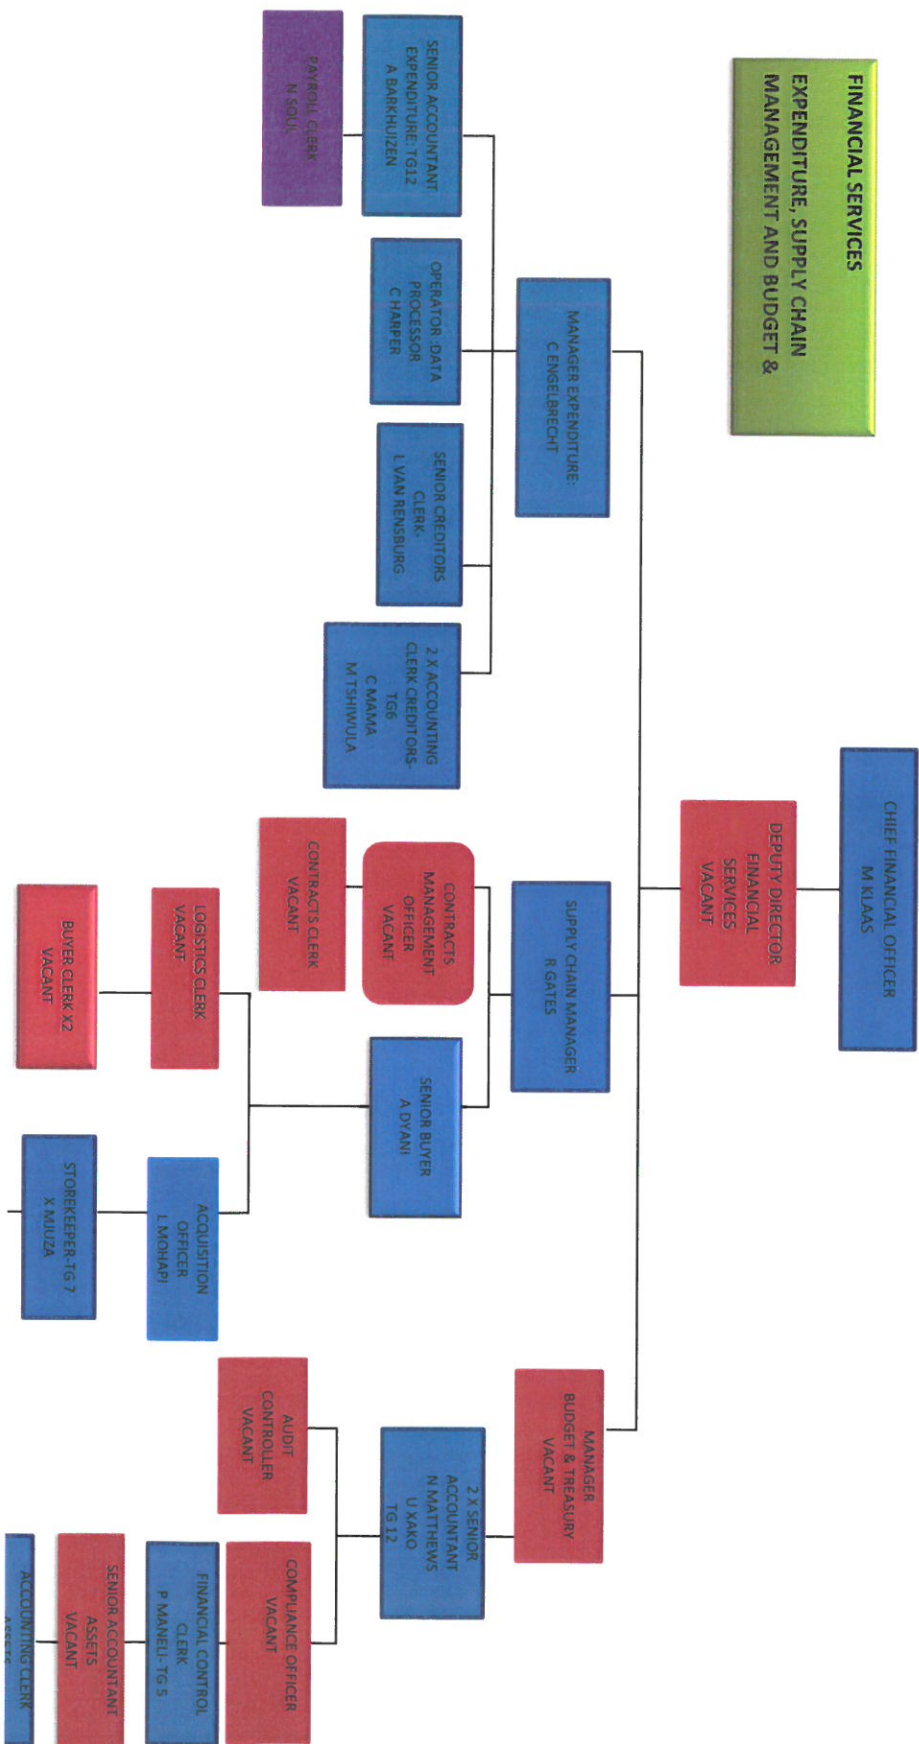 FINANCIAL SERVICES
EXPENDITURE, SUPPLY CHAIN
MANAGEMENT AND BUDGET &
CHIEF FINANCIAL OFFICER
M KLAAS
DEPUTY DIRECTOR
FINANCIAL
SERVICES
VACANT
MANAGER EXPENDITURE:
C ENGELBRECHT
SUPPLY CHAIN MANAGER
R GATES
MANAGER
BUDGET & TREASURY
VACANT
SENIOR ACCOUNTANT
EXPENDITURE: TG12
A BARKHUIZEN
OPERATOR :DATA
PROCESSOR
C HARPER
SENIOR CREDITORS
CLERK-
L VAN RENSBURG
2 X ACCOUNTING
CLERK CREDITORS-
TG6
C MAMA
M TSHIWULA
PAYROLL CLERK
N SQUL
CONTRACTS
MANAGEMENT
OFFICER
VACANT
SENIOR BUYER
A DYANI
CONTRACTS CLERK
VACANT
LOGISTICS CLERK
VACANT
ACQUISITION
OFFICER
L MOHAPI
BUYER CLERK X2
VACANT
STOREKEEPER-TG 7
X MJUZA
2 X SENIOR
ACCOUNTANT
N MATTHEWS
U XAKO
TG 12
AUDIT
CONTROLLER
VACANT
COMPLIANCE OFFICER
VACANT
FINANCIAL CONTROL
CLERK
P MANELI- TG 5
SENIOR ACCOUNTANT
ASSETS
VACANT
ACCOUNTING CLERK
ASSETS